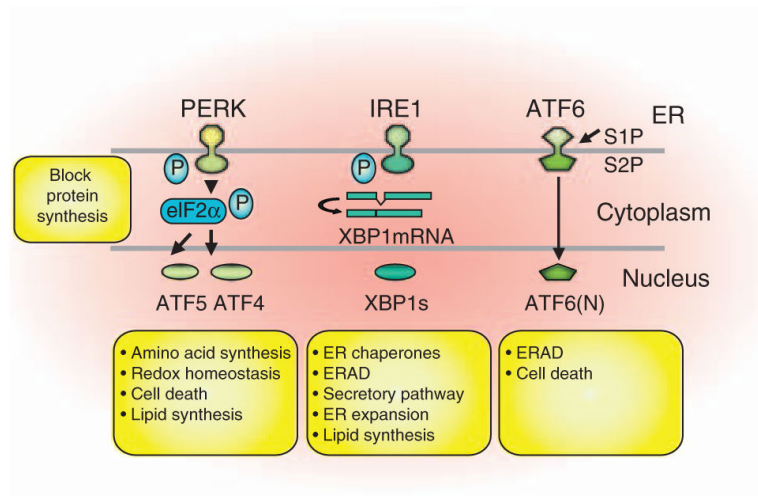 PERK
IRE1
ATF6
ER
S1P
S2P
P
P
Block
protein
synthesis
eIF2α
P
Cytoplasm
XBP1mRNA
Nucleus
ATF5 ATF4
XBP1s
ATF6(N)
• Amino acid synthesis
• Redox homeostasis
• Cell death
• Lipid synthesis
• ER chaperones
• ERAD
• Secretory pathway
• ER expansion
• Lipid synthesis
• ERAD
• Cell death